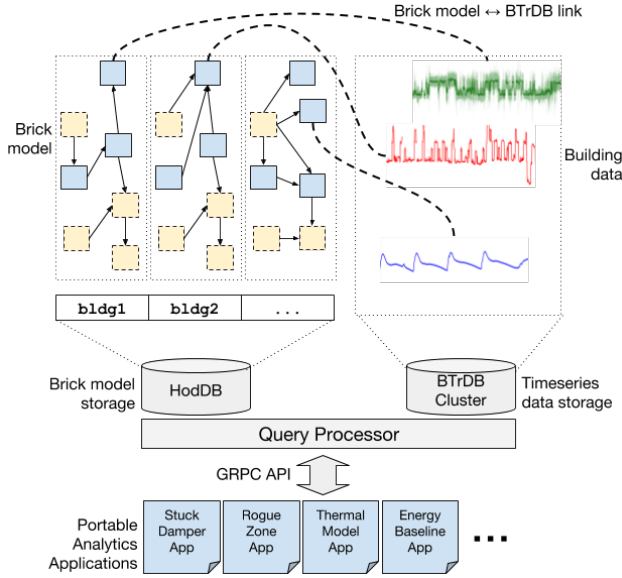 Brick model ↔ BTrDB link
Brick
model
Building
data
bldg1 bldg2 ...
Brick model
storage
HodDB
BTrDB
Cluster
Timeseries
data storage
Query Processor
GRPC API
Portable
Analytics
Applications
Stuck
Damper
App
Rogue
Zone
App
Thermal
Model
App
Energy
Baseline
App
...